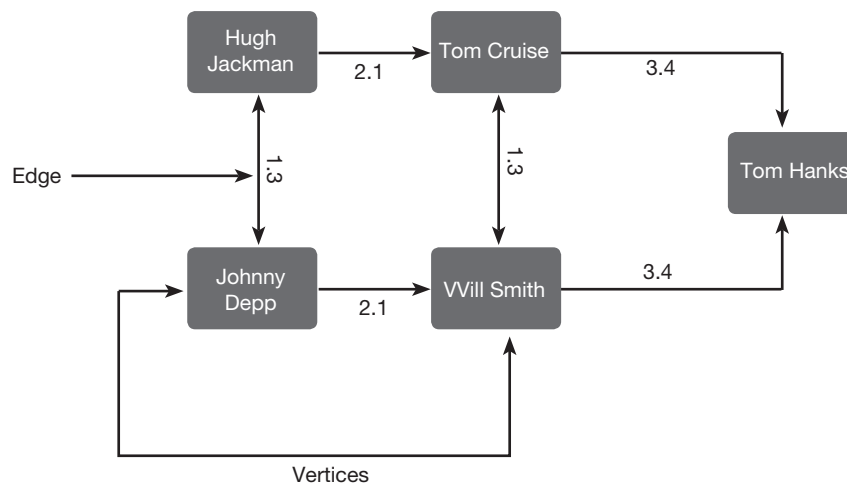 Hugh
Jackman
2.1
Tom Cruise
3.4
Edge
1.3
1.3
Tom Hanks
Johnny
Depp
2.1
VVill Smith
3.4
Vertices